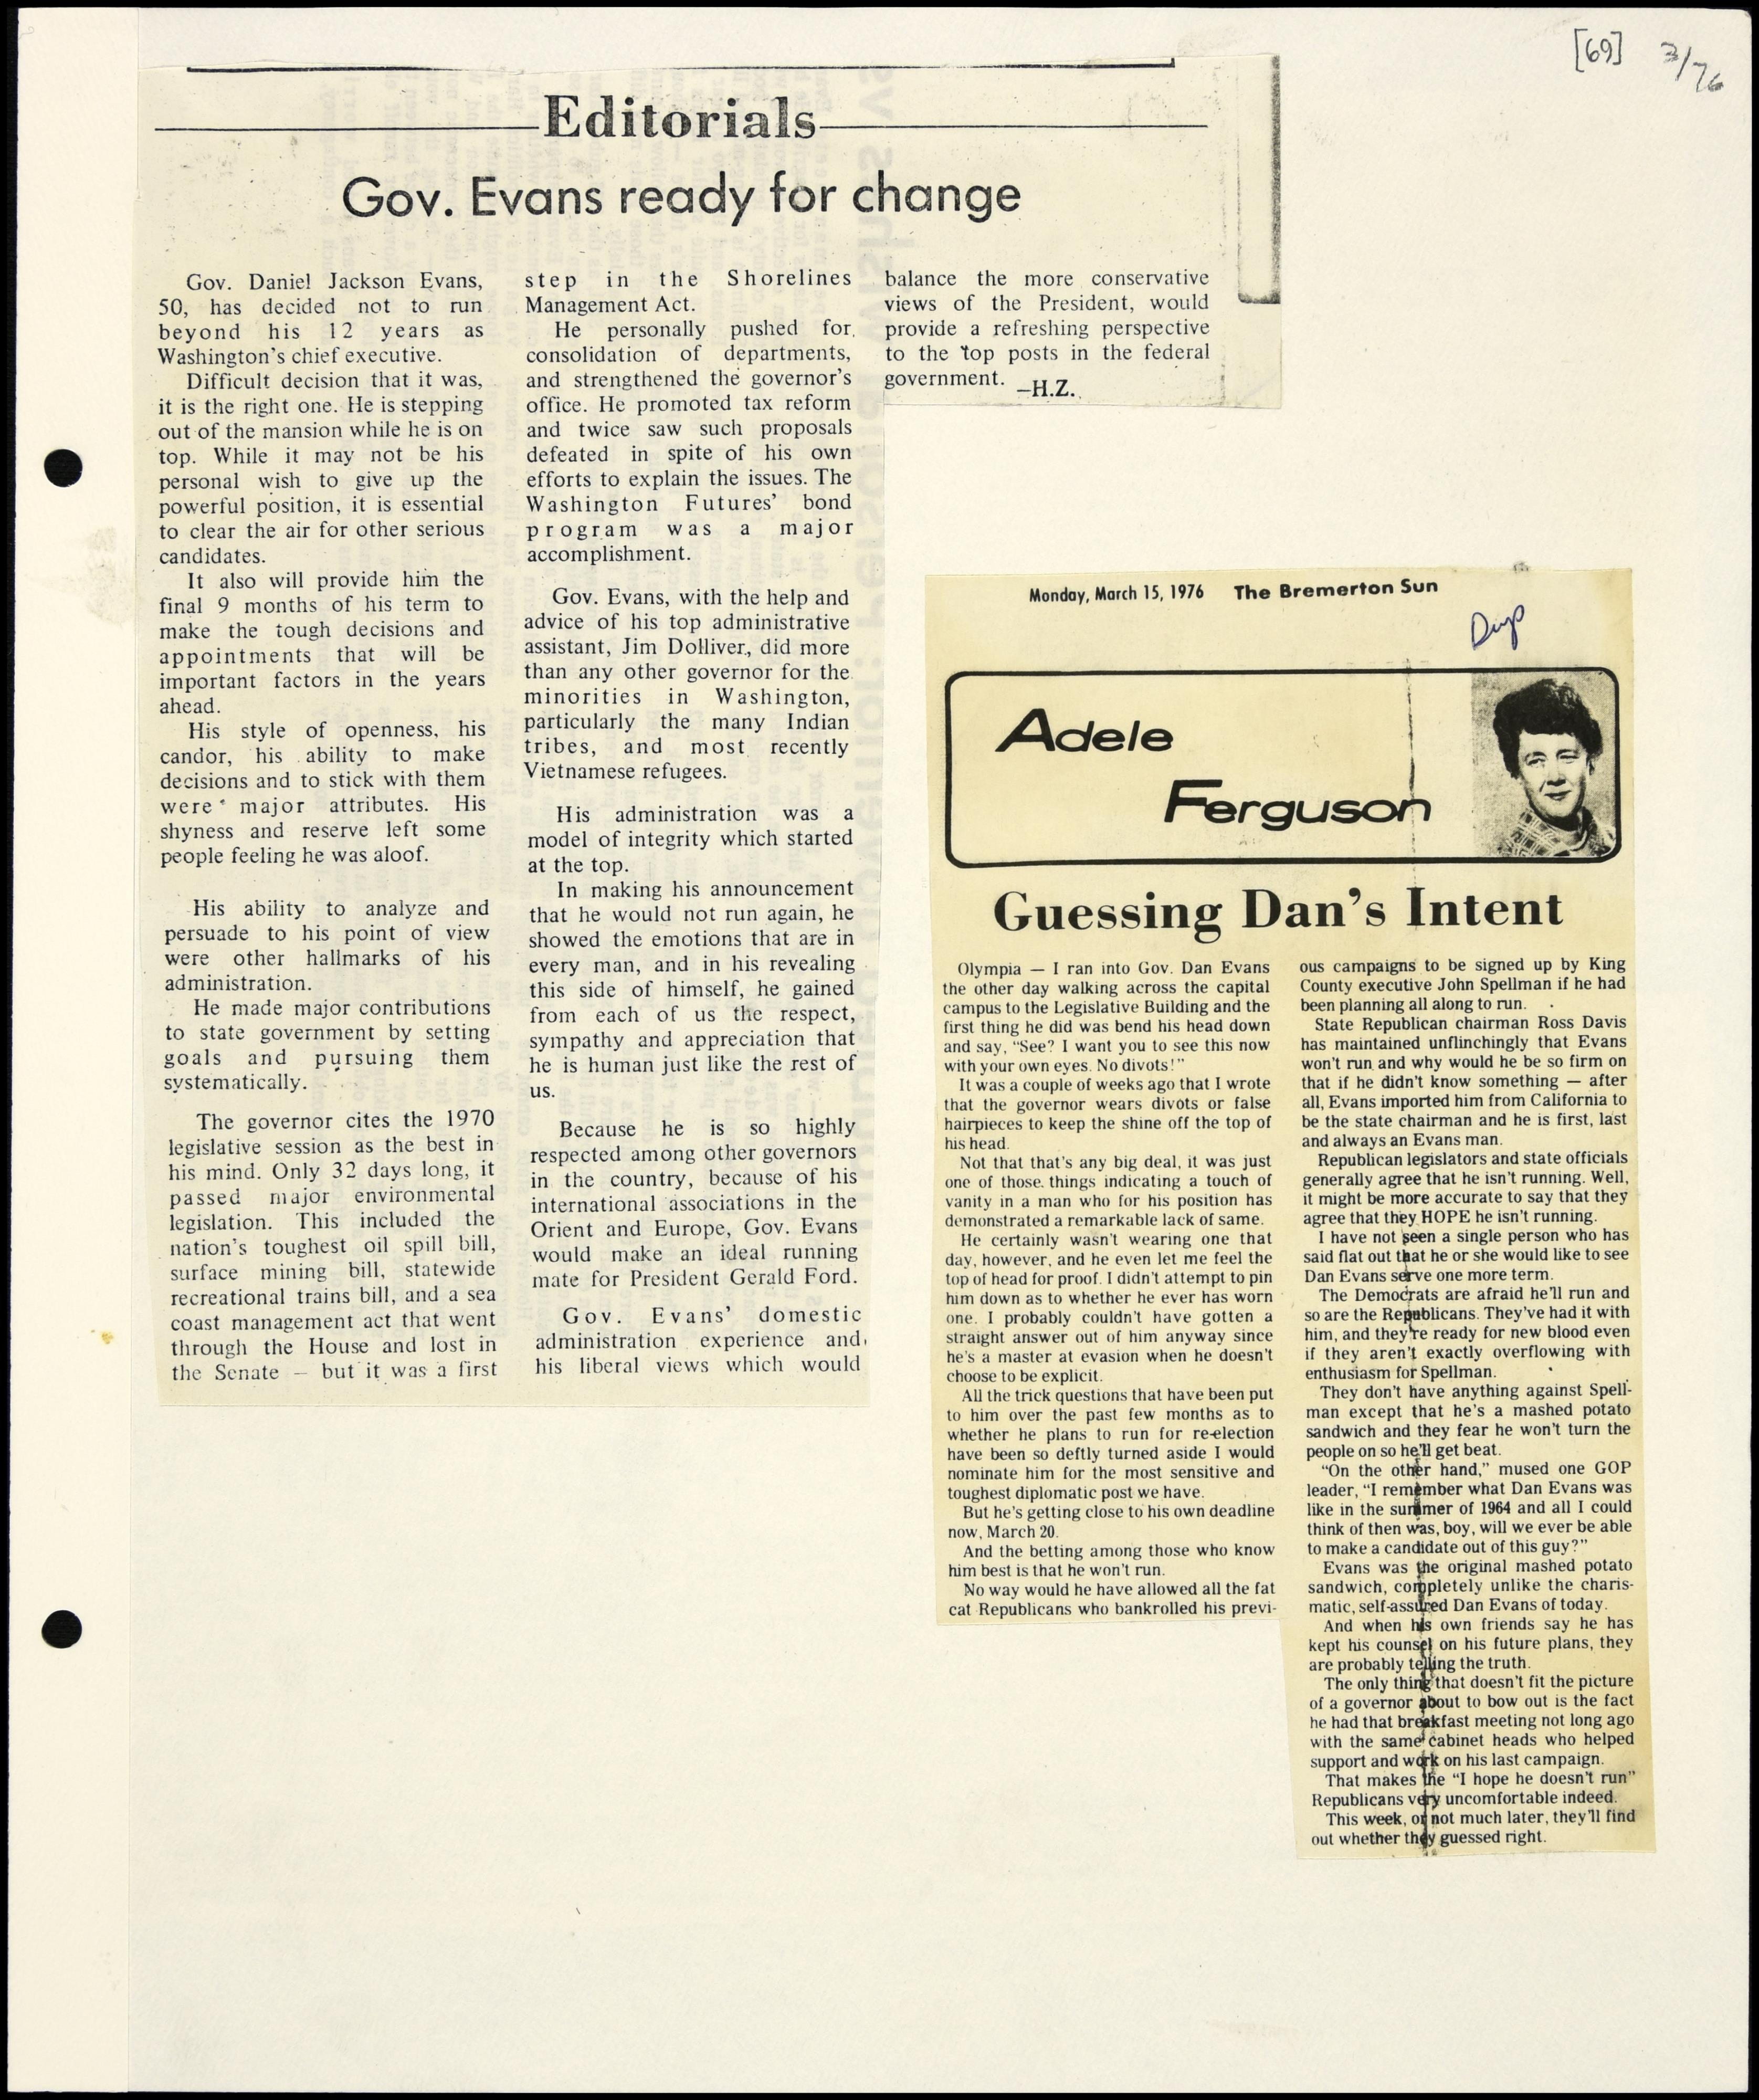 [69] 3/76
Editorials
Gov. Evans ready for change
Gov. Daniel Jackson Evans,
50, has decided not to run
beyond his 12 years as
Washington's chief executive.
Difficult decision that it was,
it is the right one. He is stepping
out of the mansion while he is on
top. While it may not be his
personal wish to give up the
powerful position, it is essential
to clear the air for other serious
candidates.
It also will provide him the
final 9 months of his term to
make the tough decisions and
appointments that will be
important factors in the years
ahead.
His style of openness, his
candor, his ability to make
decisions and to stick with them
were major attributes. His
shyness and reserve left some
people feeling he was aloof.
His ability to analyze and
persuade to his point of view
were other hallmarks of his
administration.
He made major contributions
to state government by setting
goals and pursuing them
systematically.
The governor cites the 1970
legislative session as the best in
his mind. Only 32 days long, it
passed major environmental
legislation. This included the
nation's toughest oil spill bill,
surface mining bill, statewide
recreational trains bill, and a sea
coast management act that went
through the House and lost in
the Senate — but it was a first
step in the Shorelines
Management Act.
He personally pushed for
consolidation of departments,
and strengthened the governor's
office. He promoted tax reform
and twice saw such proposals
defeated in spite of his own
efforts to explain the issues. The
Washington Futures' bond
program was a major
accomplishment.
Gov. Evans, with the help and
advice of his top administrative
assistant, Jim Dolliver, did more
than any other governor for the
minorities in Washington,
particularly the many Indian
tribes, and most recently
Vietnamese refugees.
His administration was a
model of integrity which started
at the top.
In making his announcement
that he would not run again, he
showed the emotions that are in
every man, and in his revealing
this side of himself, he gained
from each of us the respect,
sympathy and appreciation that
he is human just like the rest of
us.
Because he is so highly
respected among other governors
in the country, because of his
international associations in the
Orient and Europe, Gov. Evans
would make an ideal running
mate for President Gerald Ford.
Gov. Evans' domestic
administration experience and
his liberal views which would
balance the more conservative
views of the President, would
provide a refreshing perspective
to the top posts in the federal
government. —H.Z.
Monday, March 15, 1976 The Bremerton Sun
Dup
Adele
Ferguson
Guessing Dan's Intent
Olympia — I ran into Gov. Dan Evans
the other day walking across the capital
campus to the Legislative Building and the
first thing he did was bend his head down
and say, "See? I want you to see this now
with your own eyes. No divots!"
It was a couple of weeks ago that I wrote
that the governor wears divots or false
hairpieces to keep the shine off the top of
his head.
Not that that's any big deal, it was just
one of those things indicating a touch of
vanity in a man who for his position has
demonstrated a remarkable lack of same.
He certainly wasn't wearing one that
day, however, and he even let me feel the
top of head for proof. I didn't attempt to pin
him down as to whether he ever has worn
one. I probably couldn't have gotten a
straight answer out of him anyway since
he's a master at evasion when he doesn't
choose to be explicit.
All the trick questions that have been put
to him over the past few months as to
whether he plans to run for re-election
have been so deftly turned aside I would
nominate him for the most sensitive and
toughest diplomatic post we have.
But he's getting close to his own deadline
now, March 20.
And the betting among those who know
him best is that he won't run.
No way would he have allowed all the fat
cat Republicans who bankrolled his previ-
ous campaigns to be signed up by King
County executive John Spellman if he had
been planning all along to run.
State Republican chairman Ross Davis
has maintained unflinchingly that Evans
won't run and why would he be so firm on
that if he didn't know something — after
all, Evans imported him from California to
be the state chairman and he is first, last
and always an Evans man.
Republican legislators and state officials
generally agree that he isn't running. Well,
it might be more accurate to say that they
agree that they HOPE he isn't running.
I have not seen a single person who has
said flat out that he or she would like to see
Dan Evans serve one more term.
The Democrats are afraid he'll run and
so are the Republicans. They've had it with
him, and they're ready for new blood even
if they aren't exactly overflowing with
enthusiasm for Spellman.
They don't have anything against Spell-
man except that he's a mashed potato
sandwich and they fear he won't turn the
people on so he'll get beat.
"On the other hand," mused one GOP
leader, "I remember what Dan Evans was
like in the summer of 1964 and all I could
think of then was, boy, will we ever be able
to make a candidate out of this guy?"
Evans was the original mashed potato
sandwich, completely unlike the charis-
matic, self-assured Dan Evans of today.
And when his own friends say he has
kept his counsel on his future plans, they
are probably telling the truth.
The only thing that doesn't fit the picture
of a governor about to bow out is the fact
he had that breakfast meeting not long ago
with the same cabinet heads who helped
support and work on his last campaign.
That makes the "I hope he doesn't run"
Republicans very uncomfortable indeed.
This week, or not much later, they'll find
out whether they guessed right.